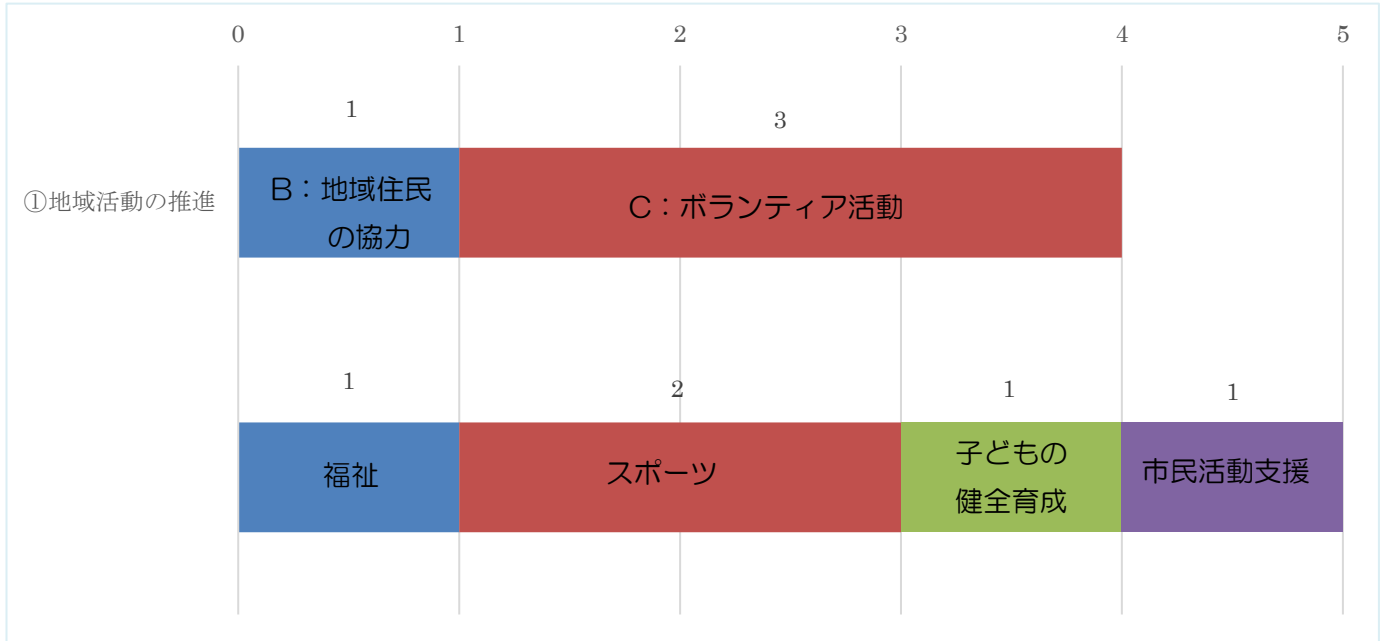 0 1 2 3 4 5
1 3
①地域活動の推進
B：地域住民
の協力
C：ボランティア活動
1 2 1 1
福祉
スポーツ
子どもの
健全育成
市民活動支援